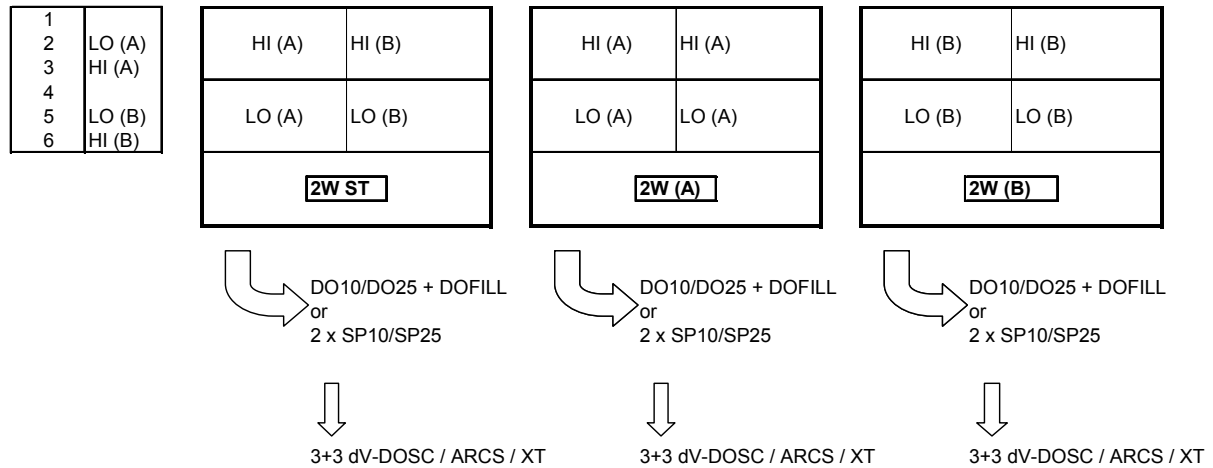 1
2 LO (A)
3 HI (A)
4
5 LO (B)
6 HI (B)
HI (A) HI (B)
LO (A) LO (B)
2W ST
HI (A) HI (A)
LO (A) LO (A)
2W (A)
HI (B) HI (B)
LO (B) LO (B)
2W (B)
DO10/DO25 + DOFILL
or
2 x SP10/SP25
DO10/DO25 + DOFILL
or
2 x SP10/SP25
DO10/DO25 + DOFILL
or
2 x SP10/SP25
3+3 dV-DOSC / ARCS / XT
3+3 dV-DOSC / ARCS / XT
3+3 dV-DOSC / ARCS / XT